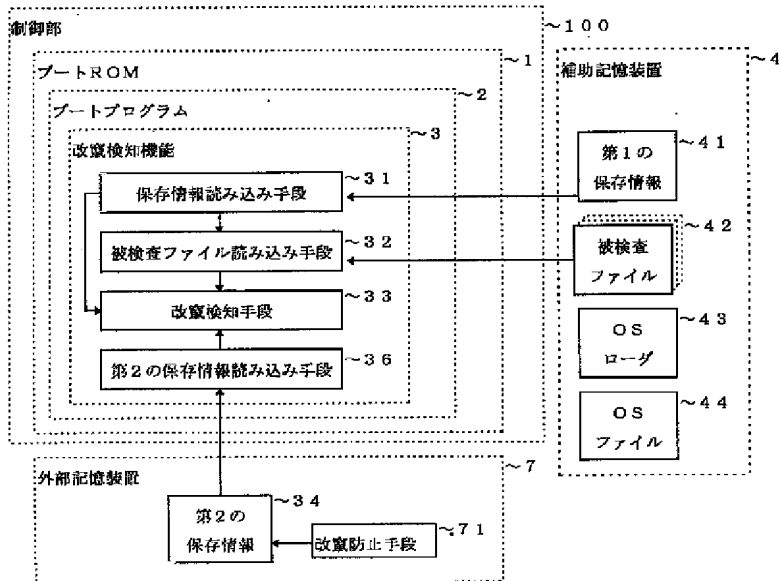 制御部
~100
ブートROM
~1
ブートプログラム
~2
改竄検知機能
~3
保存情報読み込み手段
~31
被検査ファイル読み込み手段
~32
改竄検知手段
~33
第2の保存情報読み込み手段
~36
補助記憶装置
~4
第1の
保存情報
~41
被検査
ファイル
~42
OS
ローダ
~43
OS
ファイル
~44
外部記憶装置
~7
第2の
保存情報
~34
改竄防止手段
~71